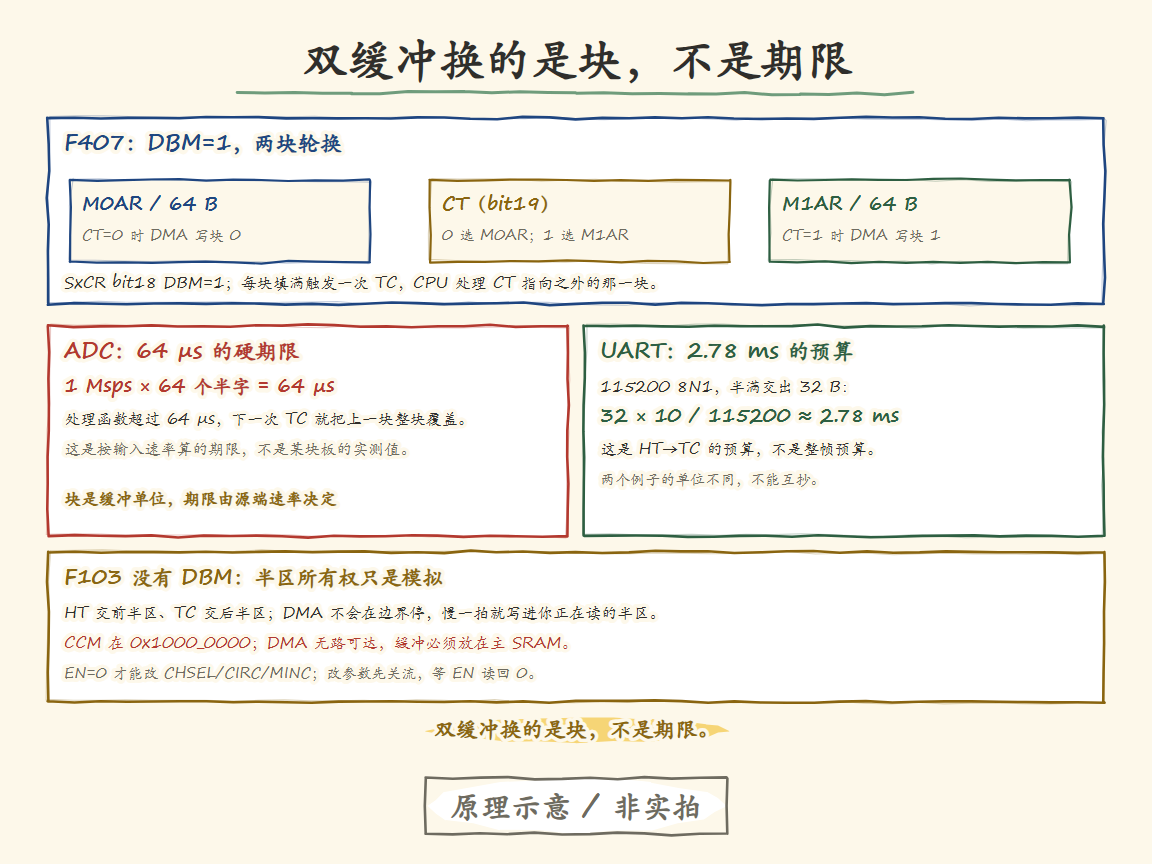 双缓冲换的是块，不是期限
F407：DBM=1，两块轮换
M0AR / 64 B
CT=0 时 DMA 写块 0
CT（bit19）
0 选 M0AR；1 选 M1AR
M1AR / 64 B
CT=1 时 DMA 写块 1
SxCR bit18 DBM=1；每块填满触发一次 TC，CPU 处理 CT 指向之外的那一块。
ADC：64 μs 的硬期限
1 Msps × 64 个半字 = 64 μs
处理函数超过 64 μs，下一次 TC 就把上一块整块覆盖。
这是按输入速率算的期限，不是某块板的实测值。
块是缓冲单位，期限由源端速率决定
UART：2.78 ms 的预算
115200 8N1，半满交出 32 B：
32 × 10 / 115200 ≈ 2.78 ms
这是 HT→TC 的预算，不是整帧预算。
两个例子的单位不同，不能互抄。
F103 没有 DBM：半区所有权只是模拟
HT 交前半区、TC 交后半区；DMA 不会在边界停，慢一拍就写进你正在读的半区。
CCM 在 0x1000_0000；DMA 无路可达，缓冲必须放在主 SRAM。
EN=0 才能改 CHSEL/CIRC/MINC；改参数先关流，等 EN 读回 0。
双缓冲换的是块，不是期限。
原理示意 / 非实拍